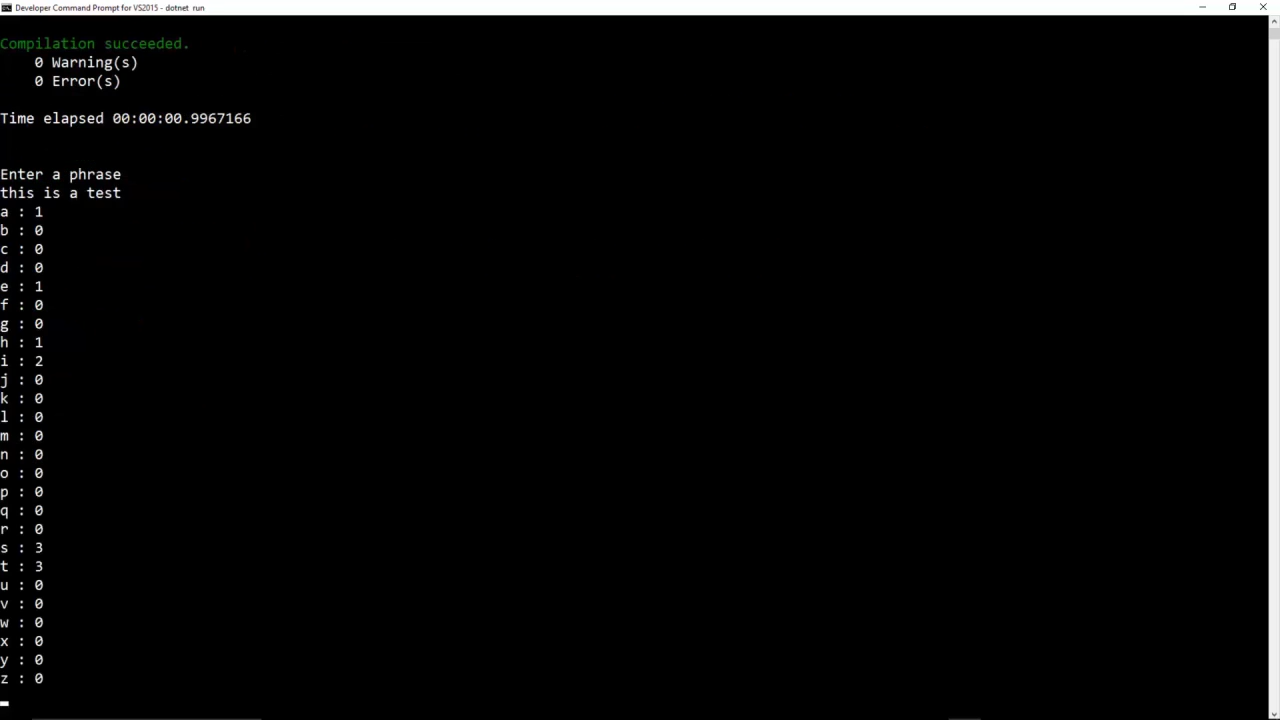 Developer Command Prompt for VS2015 - dotnet  run
Compilation succeeded.
    0 Warning(s)
    0 Error(s)
Time elapsed 00:00:00.9967166
Enter a phrase
this is a test
a : 1
b : 0
c : 0
d : 0
e : 1
f : 0
g : 0
h : 1
i : 2
j : 0
k : 0
l : 0
m : 0
n : 0
o : 0
p : 0
q : 0
r : 0
s : 3
t : 3
u : 0
v : 0
w : 0
x : 0
y : 0
z : 0